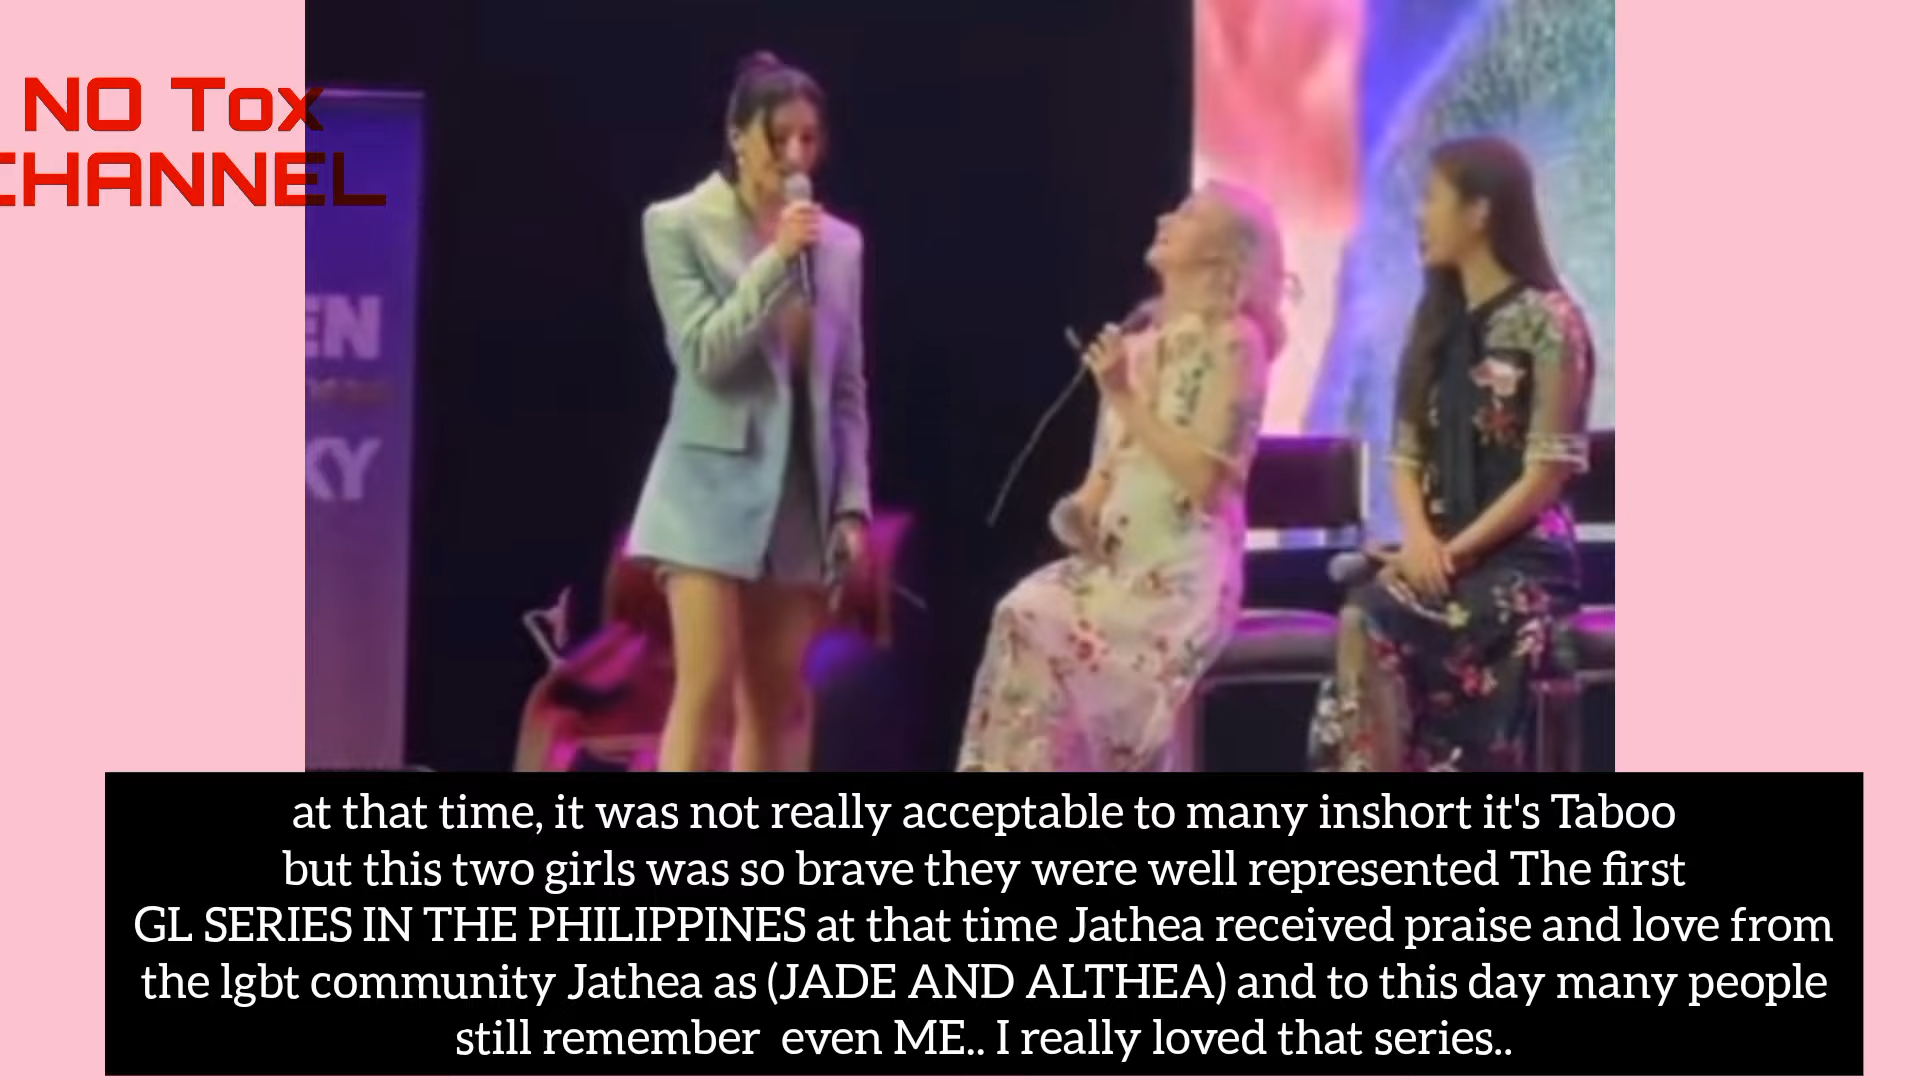 NO Tox
CHANNEL
EN
KY
at that time, it was not really acceptable to many inshort it's Taboo
but this two girls was so brave they were well represented The first
GL SERIES IN THE PHILIPPINES at that time Jathea received praise and love from
the lgbt community Jathea as (JADE AND ALTHEA) and to this day many people
still remember  even ME.. I really loved that series..